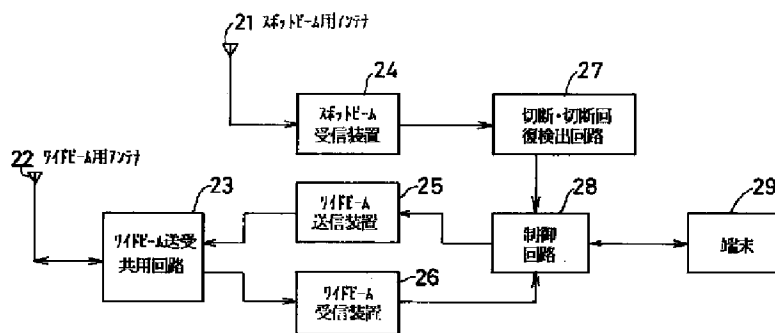 21 スポットビーム用アンテナ
24
スポットビーム
受信装置
27
切断・切断回
復検出回路
22 ワイドビーム用アンテナ
23
ワイドビーム送受
共用回路
25
ワイドビーム
送信装置
28
制御
回路
29
端末
26
ワイドビーム
受信装置